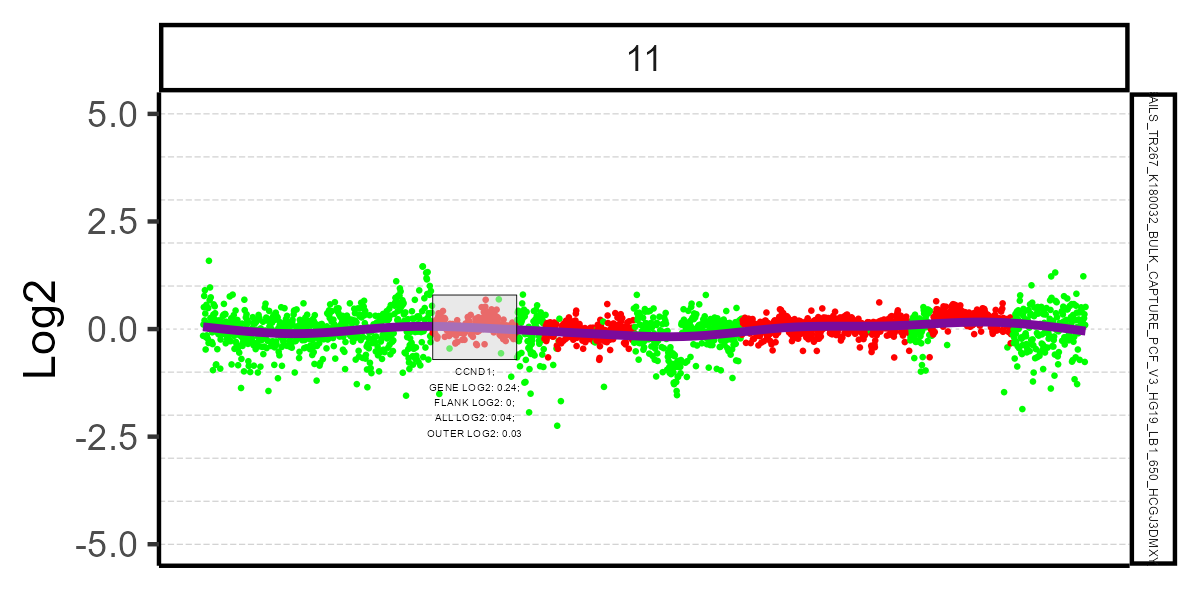 11
5.0
2.5
0.0
-2.5
-5.0
Log2
CCND1;
GENE LOG2: 0.24;
FLANK LOG2: 0;
ALL LOG2: 0.04;
OUTER LOG2: 0.03
AILS_TR267_K180032_BULK_CAPTURE_PCF_V3_HG19_LB1_650_HCGJ3DMXY